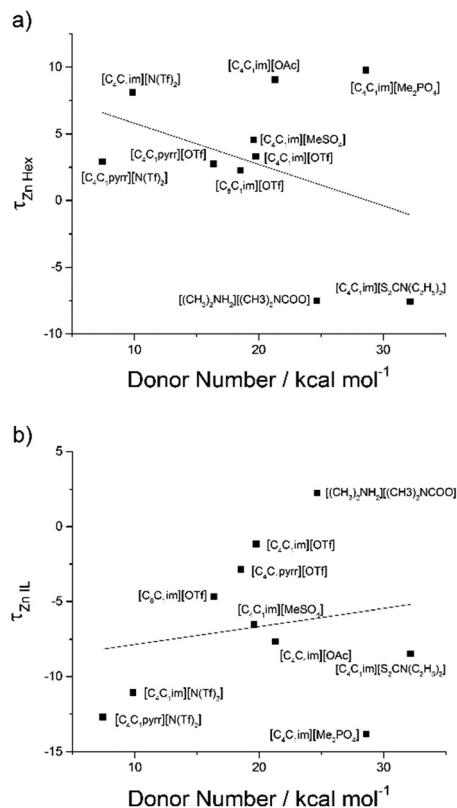 a)
10
5
0
-5
-10
10
20
30
τZn Hex
Donor Number / kcal mol⁻¹
[C₄C₁im][N(Tf)₂]
[C₄C₁im][OAc]
[C₄C₁im][Me₂PO₄]
[C₄C₁im][MeSO₄]
[C₄C₁pyrr][OTf]
[C₄C₁im][OTf]
[C₄C₁pyrr][N(Tf)₂]
[C₈C₁im][OTf]
[(CH₃)₂NH₂][(CH3)₂NCOO]
[C₄C₁im][S₂CN(C₂H₅)₂]
b)
5
0
-5
-10
-15
10
20
30
τZn IL
Donor Number / kcal mol⁻¹
[(CH₃)₂NH₂][(CH3)₂NCOO]
[C₄C₁im][OTf]
[C₄C₁pyrr][OTf]
[C₈C₁im][OTf]
[C₄C₁im][MeSO₄]
[C₄C₁im][OAc]
[C₄C₁im][S₂CN(C₂H₅)₂]
[C₄C₁im][N(Tf)₂]
[C₄C₁pyrr][N(Tf)₂]
[C₄C₁im][Me₂PO₄]